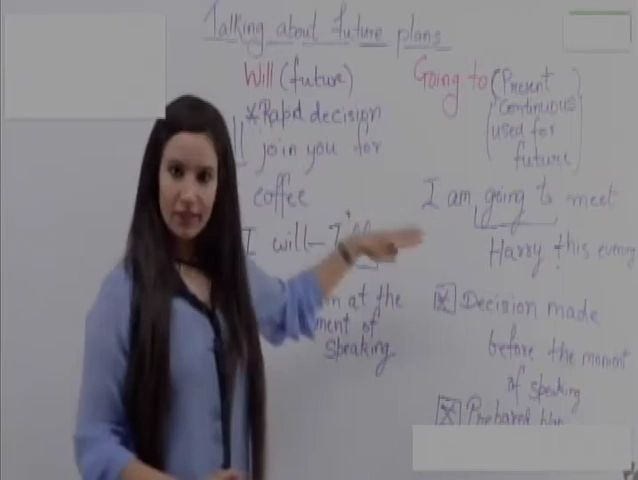 Talking about future plans
Will (future)
*Rapid decision
join you for
coffee
I will - I'll
at the
ment of
speaking
Going to (Present
Continuous
used for
future)
I am going to meet
Harry this evening
* Decision made
before the moment
of speaking
* Prepared plan